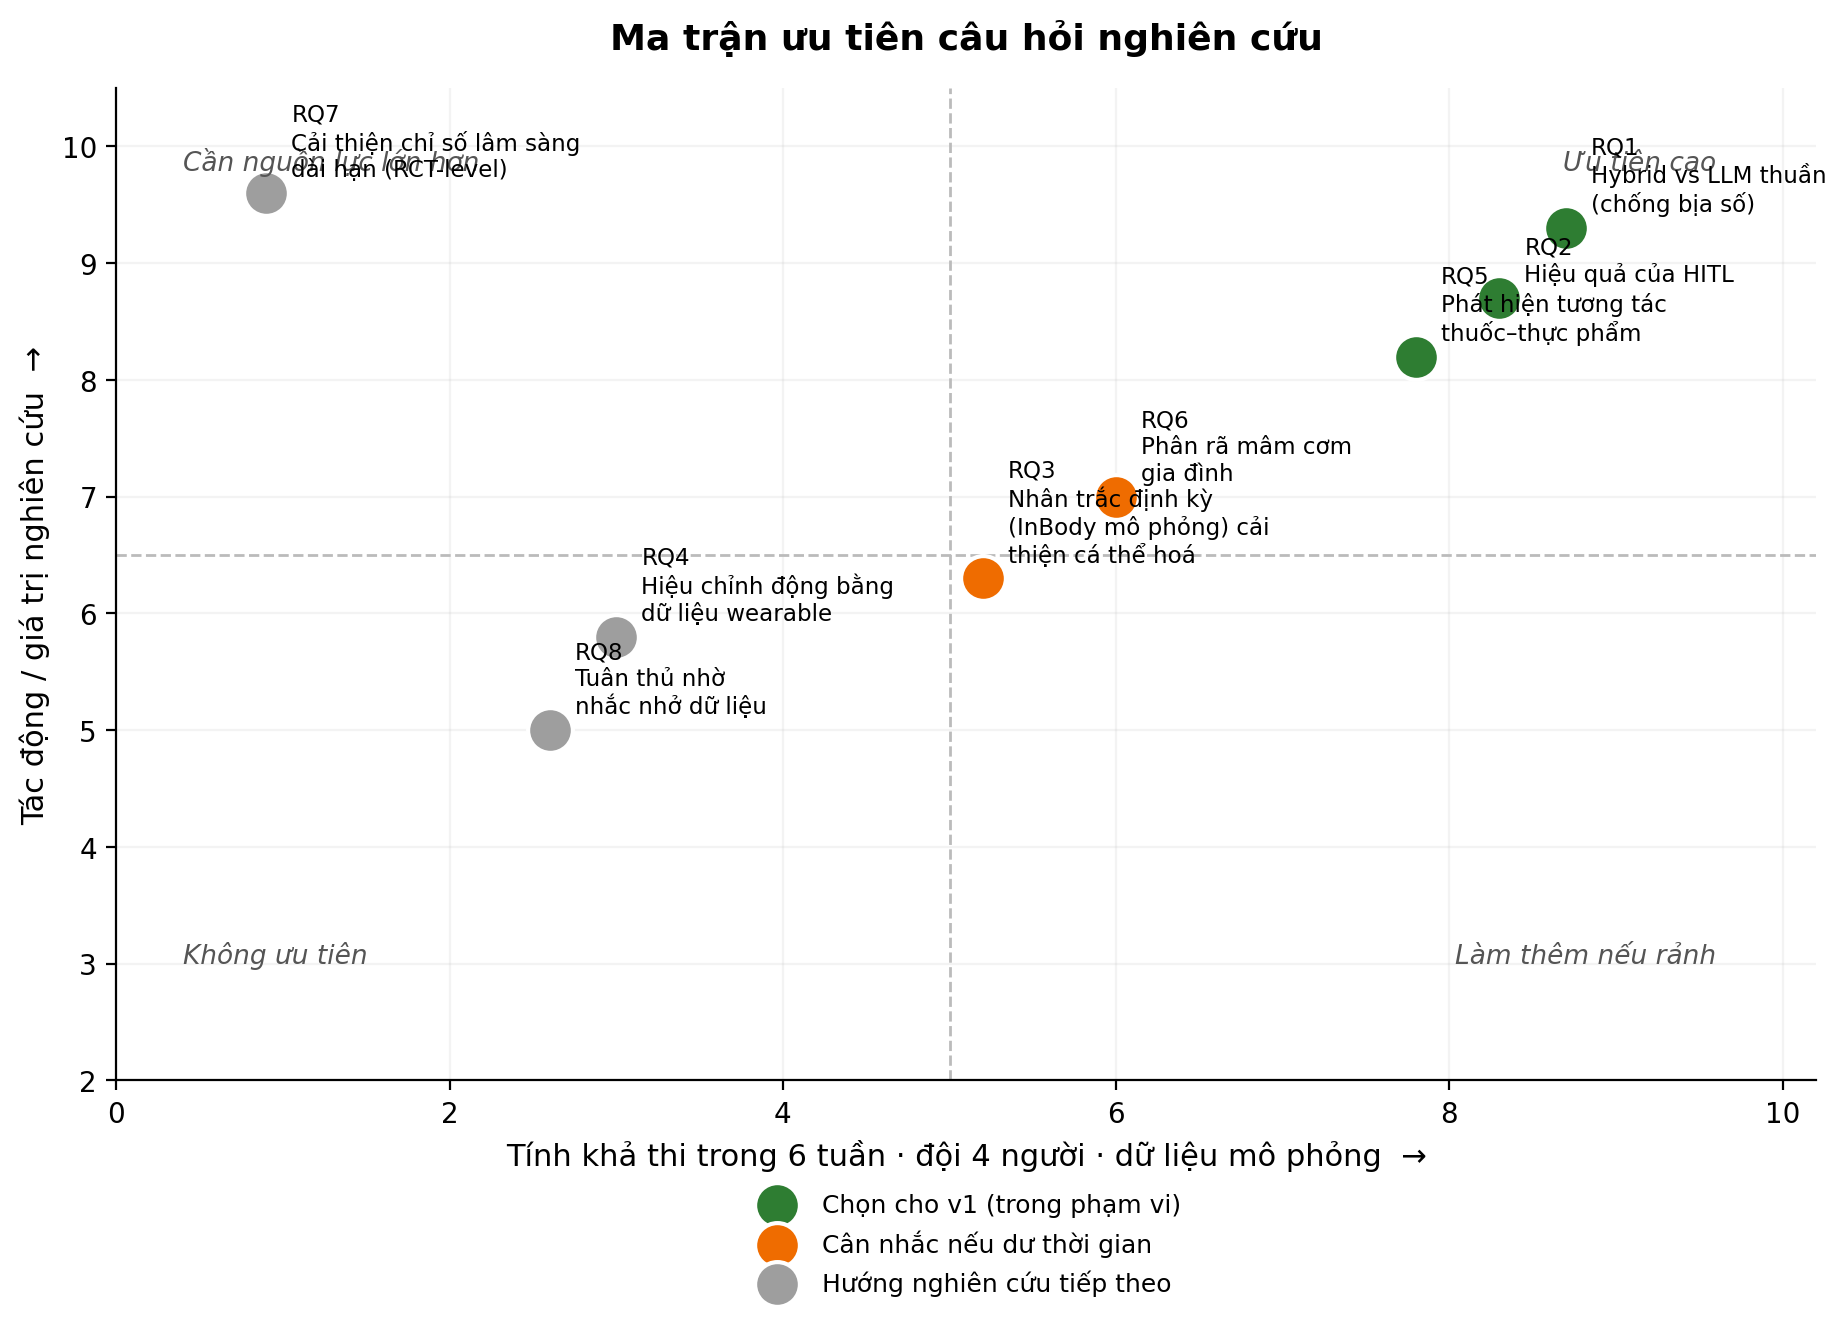 Ma trận ưu tiên câu hỏi nghiên cứu
Tác động / giá trị nghiên cứu →
10
9
8
7
6
5
4
3
2
Cần nguồn lực lớn hơn
Ưu tiên cao
RQ7
Cải thiện chỉ số lâm sàng
dài hạn (RCT-level)
RQ1
Hybrid vs LLM thuần
(chống bịa số)
RQ2
Hiệu quả của HITL
RQ5
Phát hiện tương tác
thuốc–thực phẩm
RQ6
Phân rã mâm cơm
gia đình
RQ3
Nhân trắc định kỳ
(InBody mô phỏng) cải
thiện cá thể hoá
RQ4
Hiệu chỉnh động bằng
dữ liệu wearable
RQ8
Tuân thủ nhờ
nhắc nhở dữ liệu
Không ưu tiên
Làm thêm nếu rảnh
0 2 4 6 8 10
Tính khả thi trong 6 tuần · đội 4 người · dữ liệu mô phỏng →
Chọn cho v1 (trong phạm vi)
Cân nhắc nếu dư thời gian
Hướng nghiên cứu tiếp theo